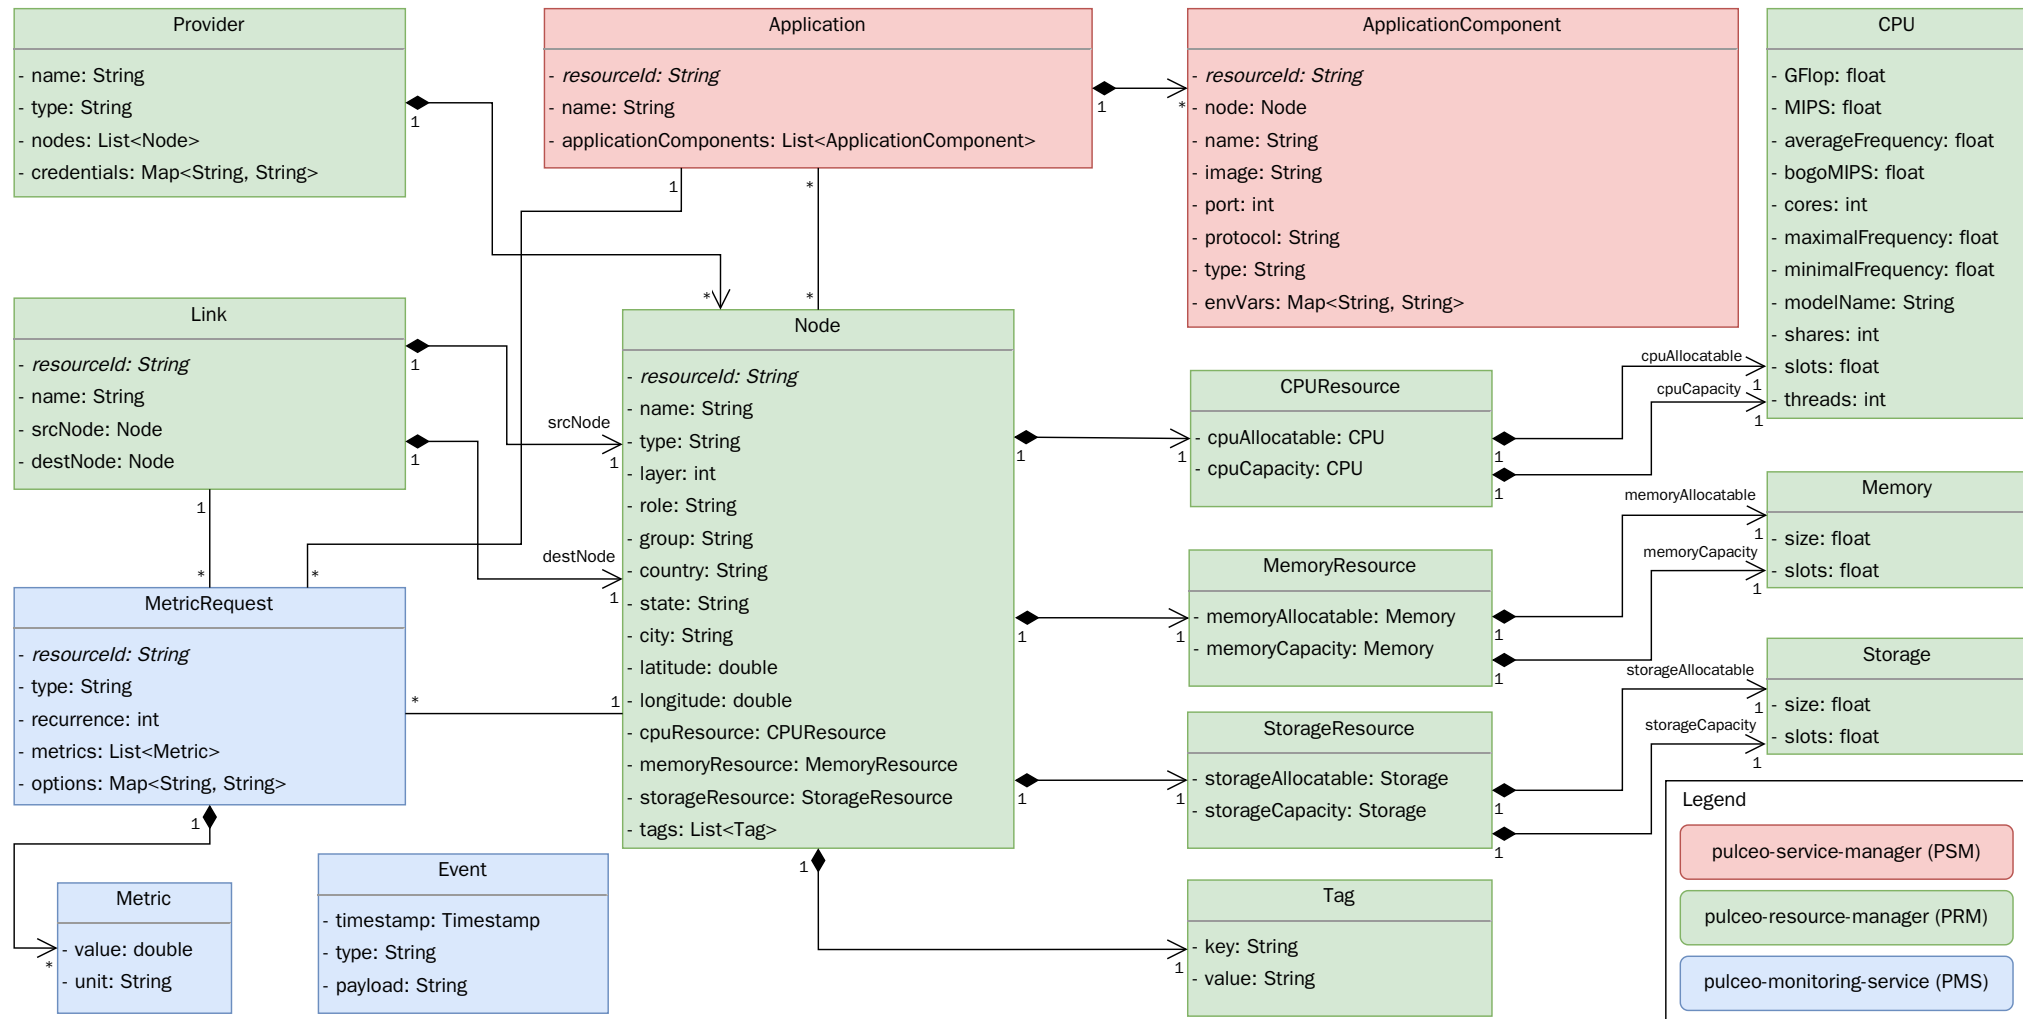 Provider
- name: String
- type: String
- nodes: List<Node>
- credentials: Map<String, String>
1
*
Application
- resourceId: String
- name: String
- applicationComponents: List<ApplicationComponent>
1
*
1
*
*
*
ApplicationComponent
- resourceId: String
- node: Node
- name: String
- image: String
- port: int
- protocol: String
- type: String
- envVars: Map<String, String>
CPU
- GFlop: float
- MIPS: float
- averageFrequency: float
- bogoMIPS: float
- cores: int
- maximalFrequency: float
- minimalFrequency: float
- modelName: String
- shares: int
- slots: float
- threads: int
Link
- resourceId: String
- name: String
- srcNode: Node
- destNode: Node
1
srcNode
1
1
destNode
1
1
*
Node
- resourceId: String
- name: String
- type: String
- layer: int
- role: String
- group: String
- country: String
- state: String
- city: String
- latitude: double
- longitude: double
- cpuResource: CPUResource
- memoryResource: MemoryResource
- storageResource: StorageResource
- tags: List<Tag>
1
1
1
1
1
1
1
1
CPUResource
- cpuAllocatable: CPU
- cpuCapacity: CPU
1
cpuAllocatable
1
1
cpuCapacity
1
MemoryResource
- memoryAllocatable: Memory
- memoryCapacity: Memory
1
memoryAllocatable
1
1
memoryCapacity
1
Memory
- size: float
- slots: float
StorageResource
- storageAllocatable: Storage
- storageCapacity: Storage
1
storageAllocatable
1
1
storageCapacity
1
Storage
- size: float
- slots: float
MetricRequest
- resourceId: String
- type: String
- recurrence: int
- metrics: List<Metric>
- options: Map<String, String>
*
1
1
*
Metric
- value: double
- unit: String
Event
- timestamp: Timestamp
- type: String
- payload: String
Tag
- key: String
- value: String
Legend
pulceo-service-manager (PSM)
pulceo-resource-manager (PRM)
pulceo-monitoring-service (PMS)